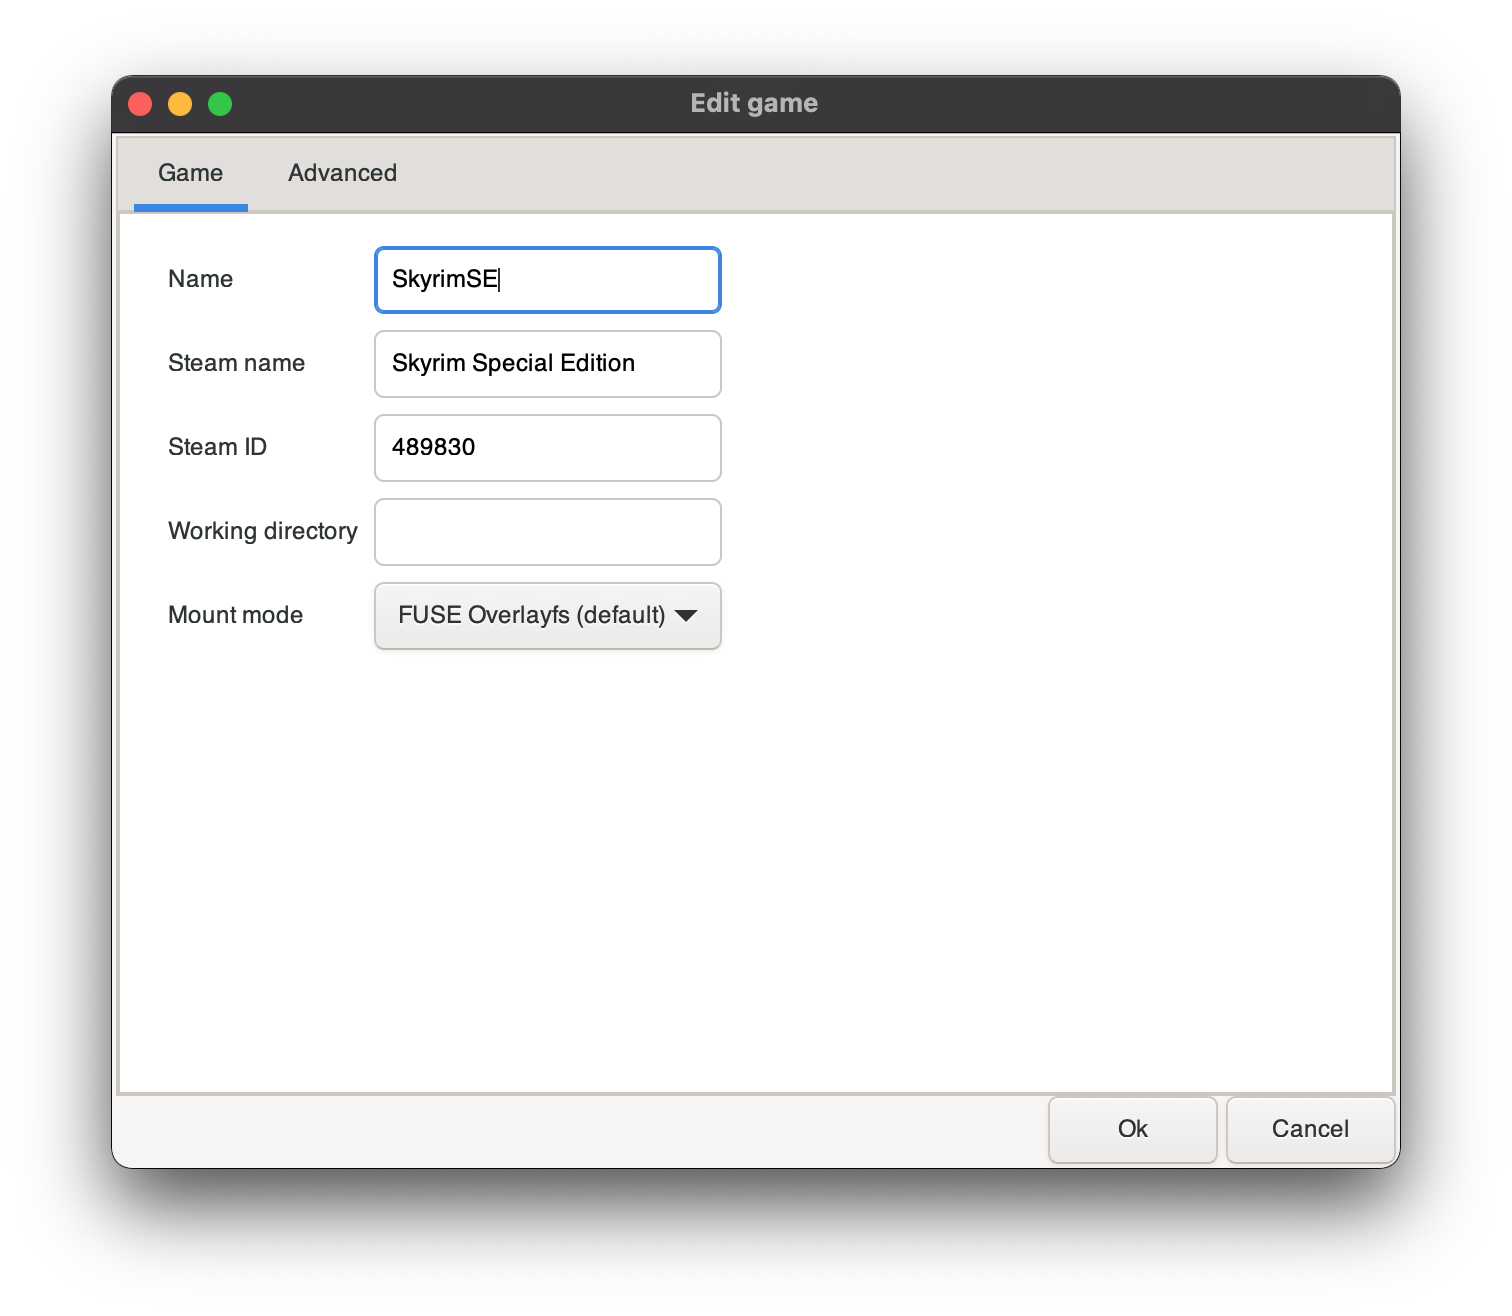 Edit game
Game Advanced
Name SkyrimSE
Steam name Skyrim Special Edition
Steam ID 489830
Working directory
Mount mode FUSE Overlayfs (default)
Ok Cancel